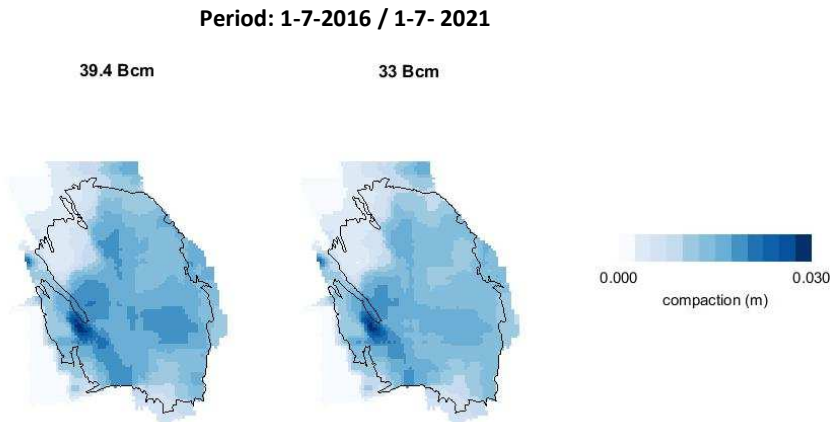 Period: 1-7-2016 / 1-7- 2021
39.4 Bcm
33 Bcm
0.000
0.030
compaction (m)